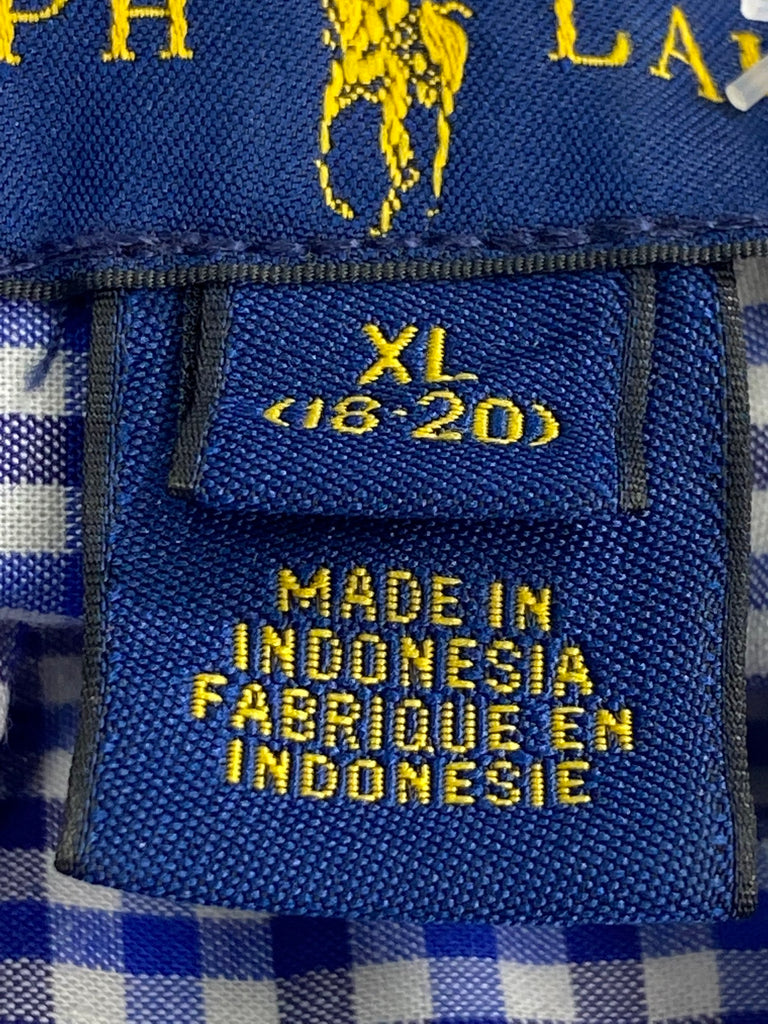 PH LA
XL
(18-20)
MADE IN
INDONESIA
FABRIQUE EN
INDONESIE